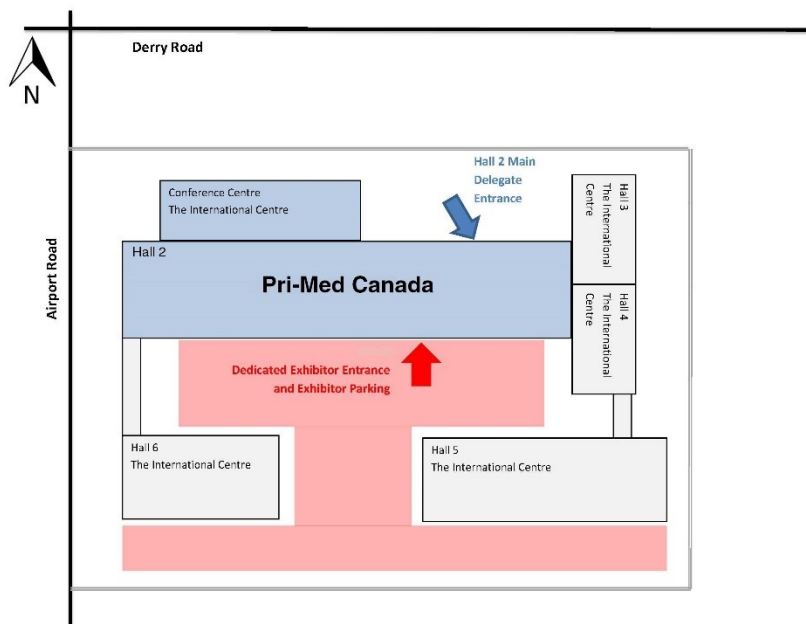 Derry Road
N
Airport Road
Hall 2 Main
Delegate
Entrance
Conference Centre
The International Centre
Hall 3
The International
Centre
Hall 2
Pri-Med Canada
Hall 4
The International
Centre
Dedicated Exhibitor Entrance
and Exhibitor Parking
Hall 6
The International Centre
Hall 5
The International Centre